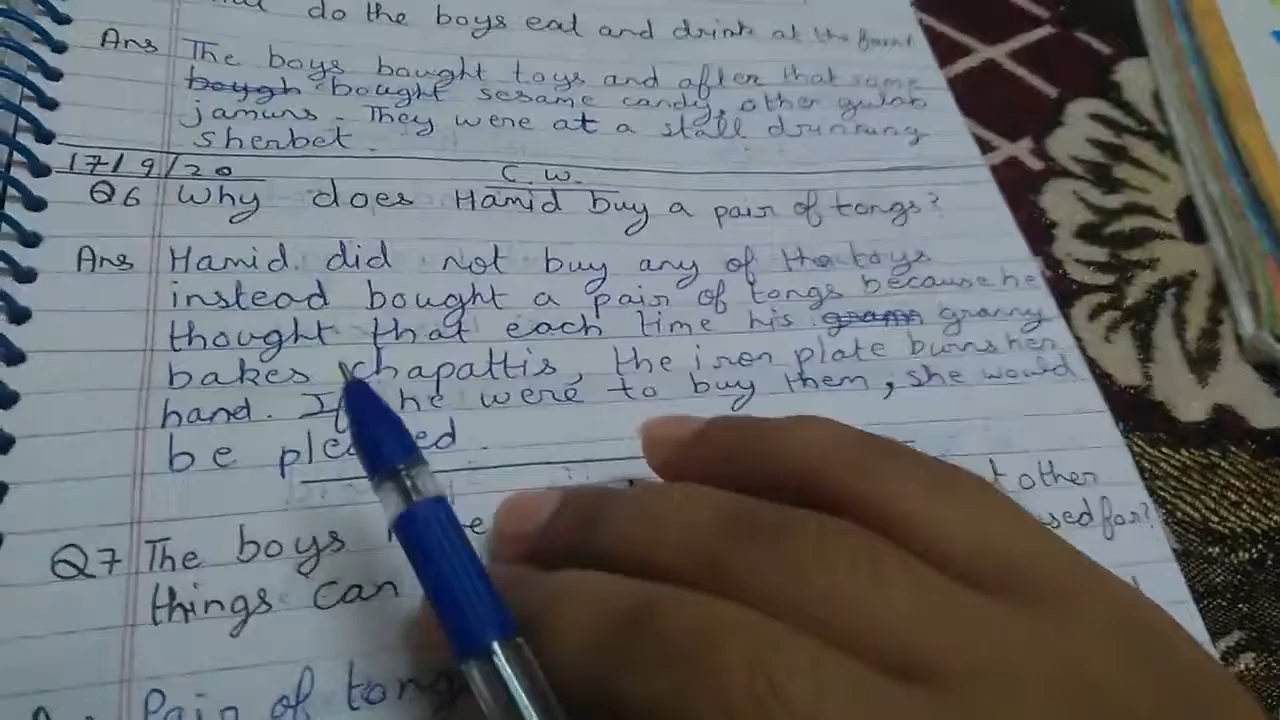 do the boys eat and drink at the
Ans The boys bought toys and after that some
bought sesame candy, other gulab
jamuns. They were at a stall drinking
sherbet.
17/9/20 C.W.
Q6 Why does Hamid buy a pair of tongs?
Ans Hamid did not buy any of the toys
instead bought a pair of tongs because he
thought that each time his granny
bakes chapattis, the iron plate burns her
hand. If he were to buy them, she would
be pleased.
Q7 The boys other
things can used for?
Pair of tong